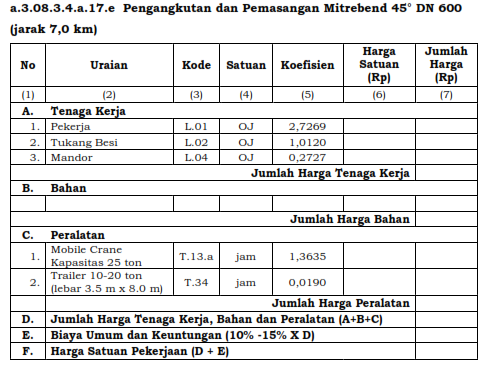 a.3.08.3.4.a.17.e Pengangkutan dan Pemasangan Mitrebend 45° DN 600
(jarak 7,0 km)
No Uraian Kode Satuan Koefisien Harga Satuan (Rp) Jumlah Harga (Rp)
(1) (2) (3) (4) (5) (6) (7)
A. Tenaga Kerja
1. Pekerja L.01 OJ 2,7269
2. Tukang Besi L.02 OJ 1,0120
3. Mandor L.04 OJ 0,2727
Jumlah Harga Tenaga Kerja
B. Bahan
Jumlah Harga Bahan
C. Peralatan
1. Mobile Crane Kapasitas 25 ton T.13.a jam 1,3635
2. Trailer 10-20 ton (lebar 3.5 m x 8.0 m) T.34 jam 0,0190
Jumlah Harga Peralatan
D. Jumlah Harga Tenaga Kerja, Bahan dan Peralatan (A+B+C)
E. Biaya Umum dan Keuntungan (10% -15% X D)
F. Harga Satuan Pekerjaan (D + E)